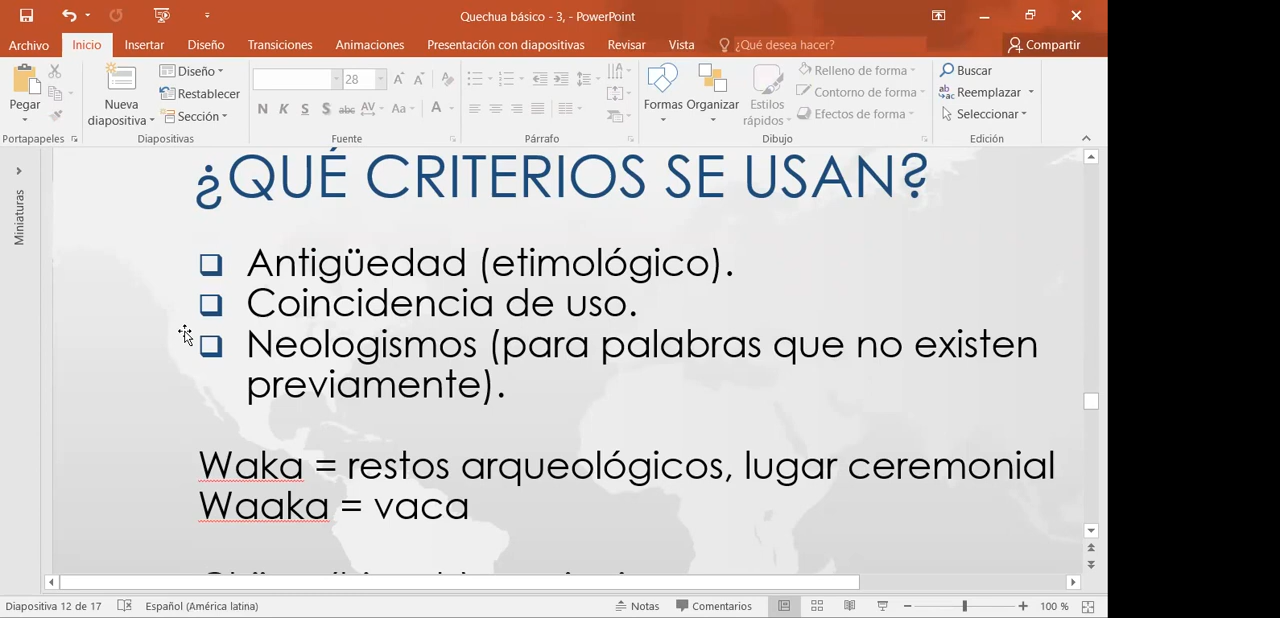 Quechua básico - 3, - PowerPoint
Archivo Inicio Insertar Diseño Transiciones Animaciones Presentación con diapositivas Revisar Vista ¿Qué desea hacer? Compartir
Pegar
Nueva diapositiva
Diseño
Restablecer
Sección
28
N K S S abc AV Aa A
Formas Organizar Estilos rápidos
Relleno de forma
Contorno de forma
Efectos de forma
Buscar
Reemplazar
Seleccionar
Portapapeles Diapositivas Fuente Párrafo Dibujo Edición
Miniaturas
¿QUÉ CRITERIOS SE USAN?
Antigüedad (etimológico).
Coincidencia de uso.
Neologismos (para palabras que no existen
previamente).
Waka = restos arqueológicos, lugar ceremonial
Waaka = vaca
Diapositiva 12 de 17 Español (América latina) Notas Comentarios 100 %